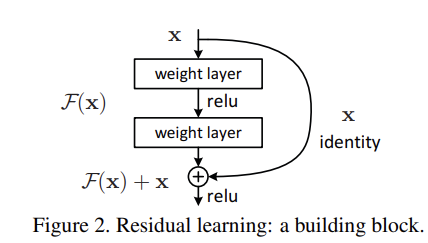 x
weight layer
F(x)
relu
x
weight layer
identity
F(x) + x
relu
Figure 2. Residual learning: a building block.